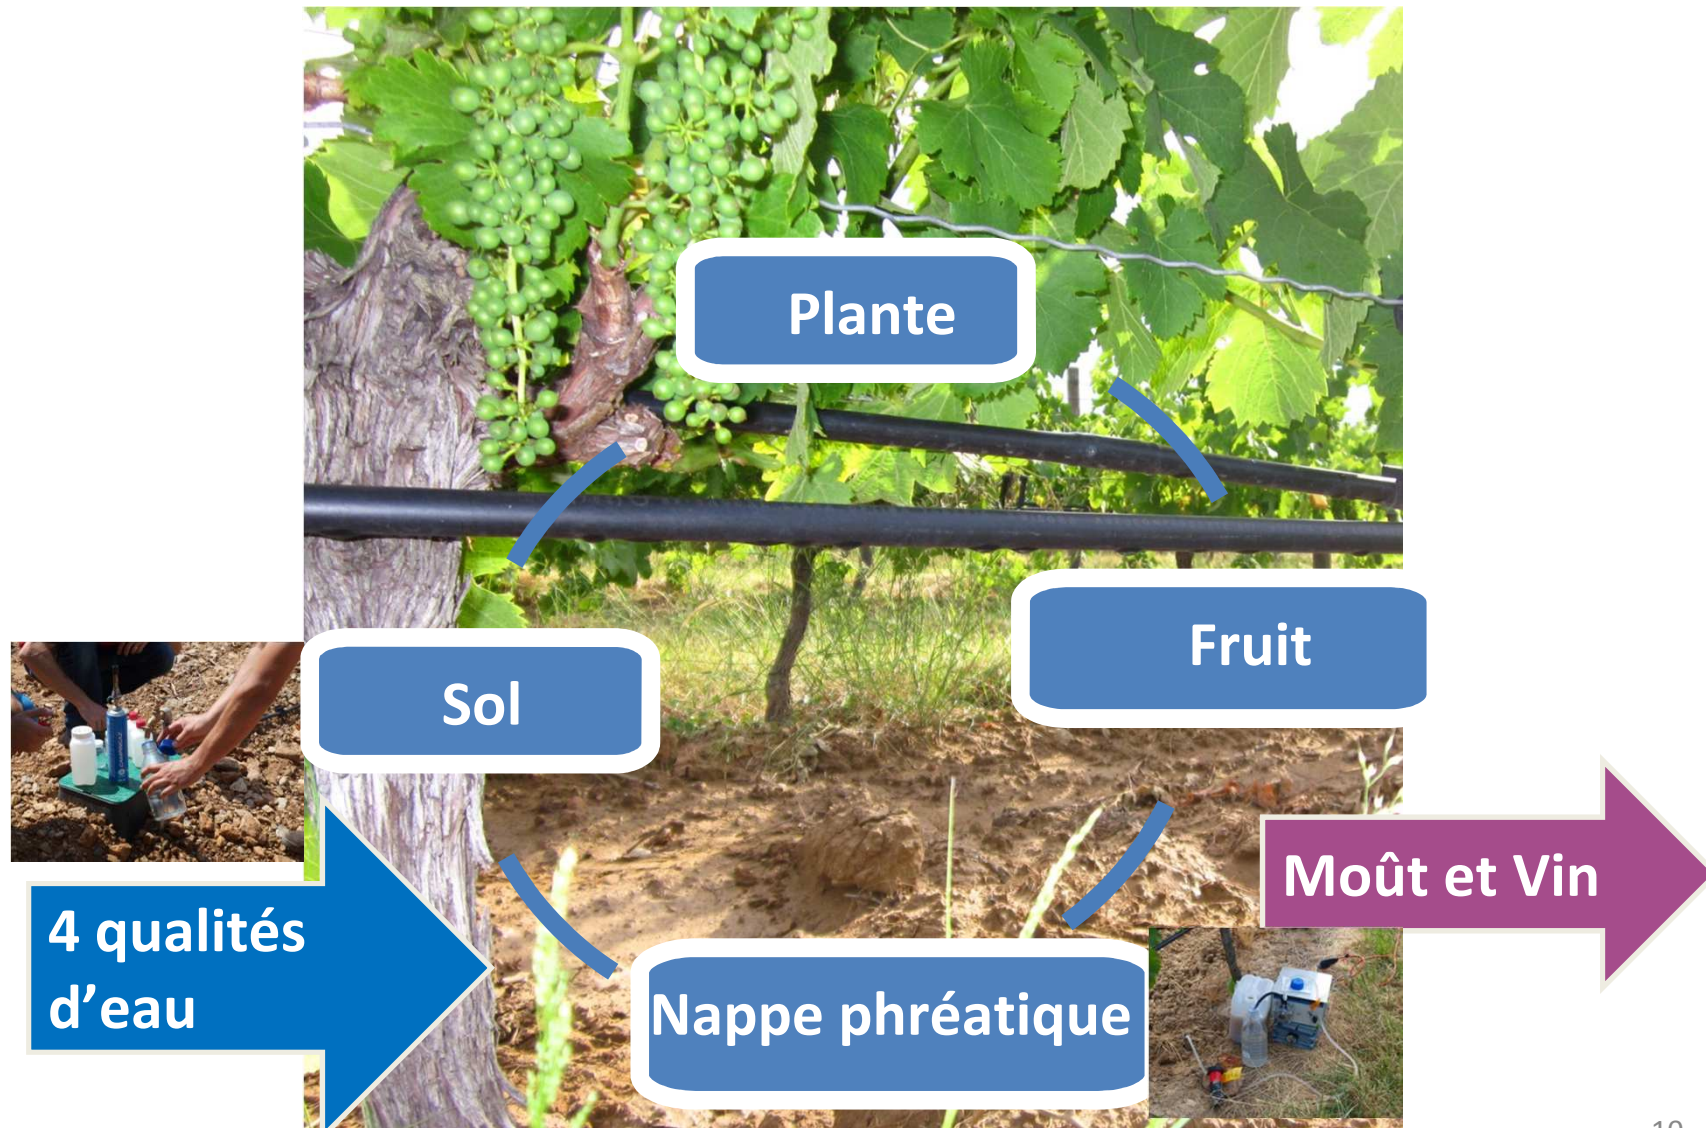 Plante
Fruit
Sol
4 qualités
d’eau
Moût et Vin
Nappe phréatique